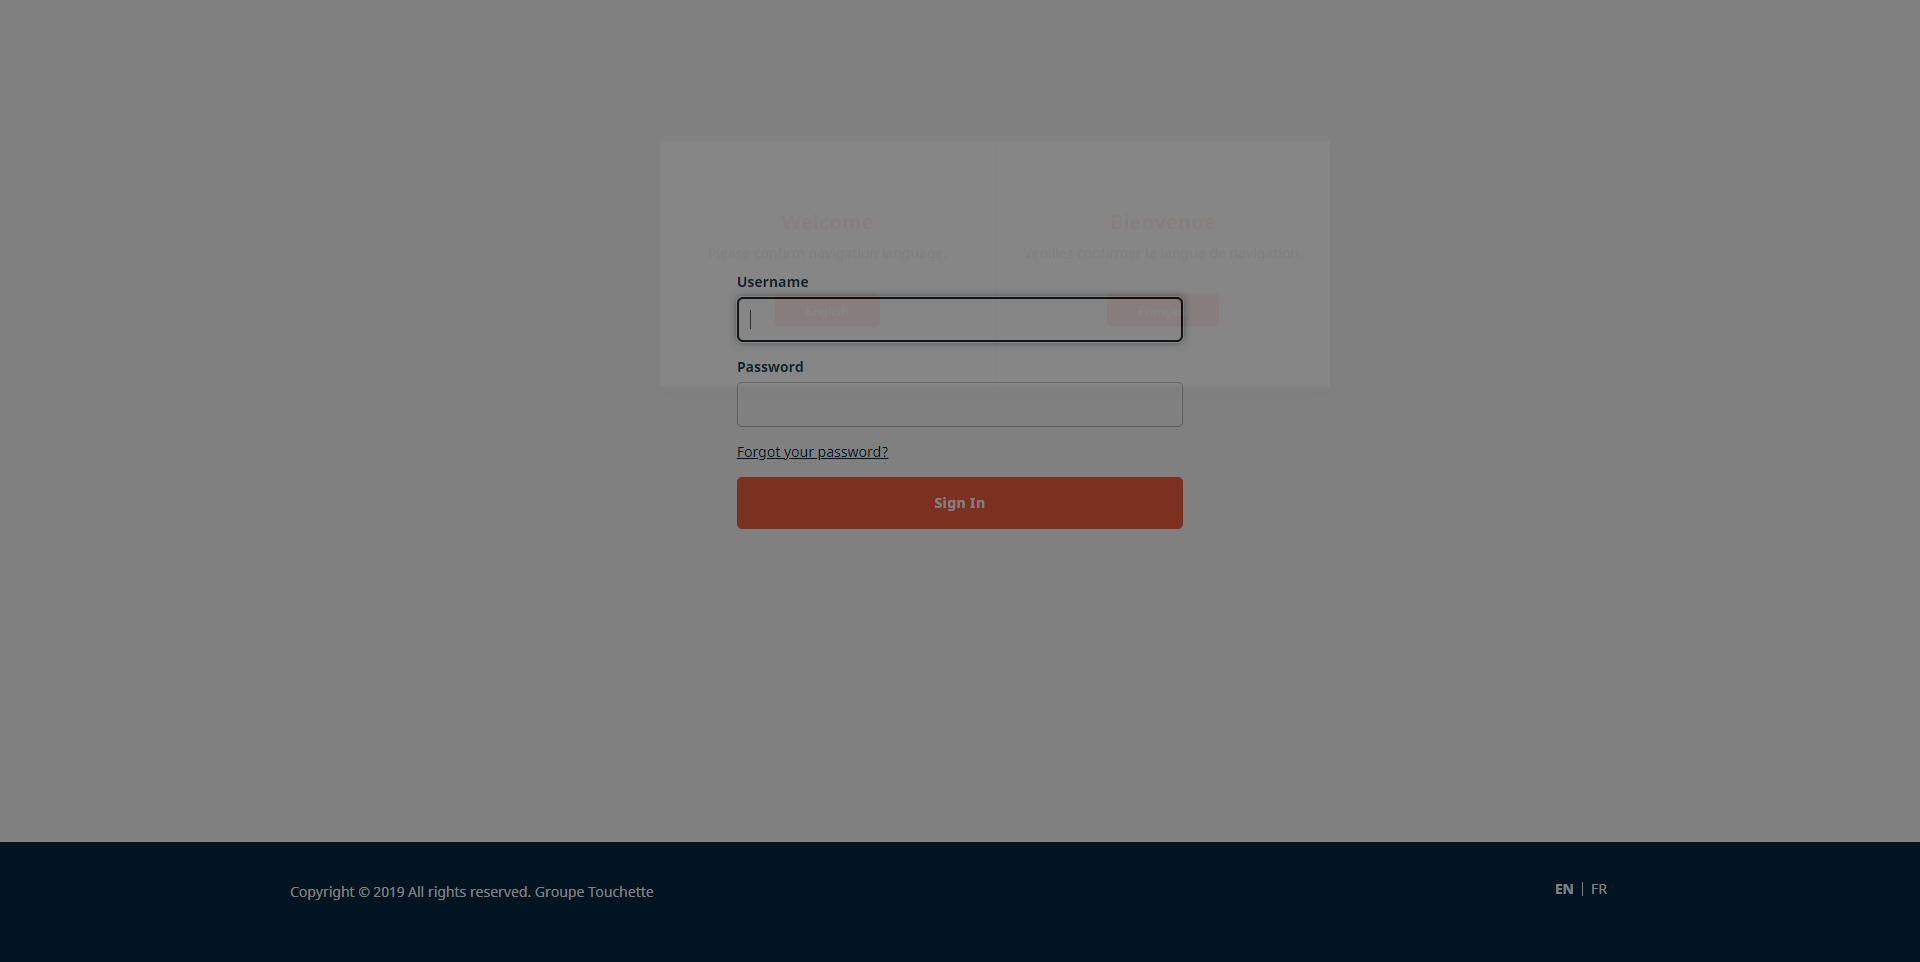 Welcome
Bienvenue
Please confirm navigation language.
Veuillez confirmer la langue de navigation.
Username
English
Français
Password
Forgot your password?
Sign In
Copyright © 2019 All rights reserved. Groupe Touchette
EN | FR